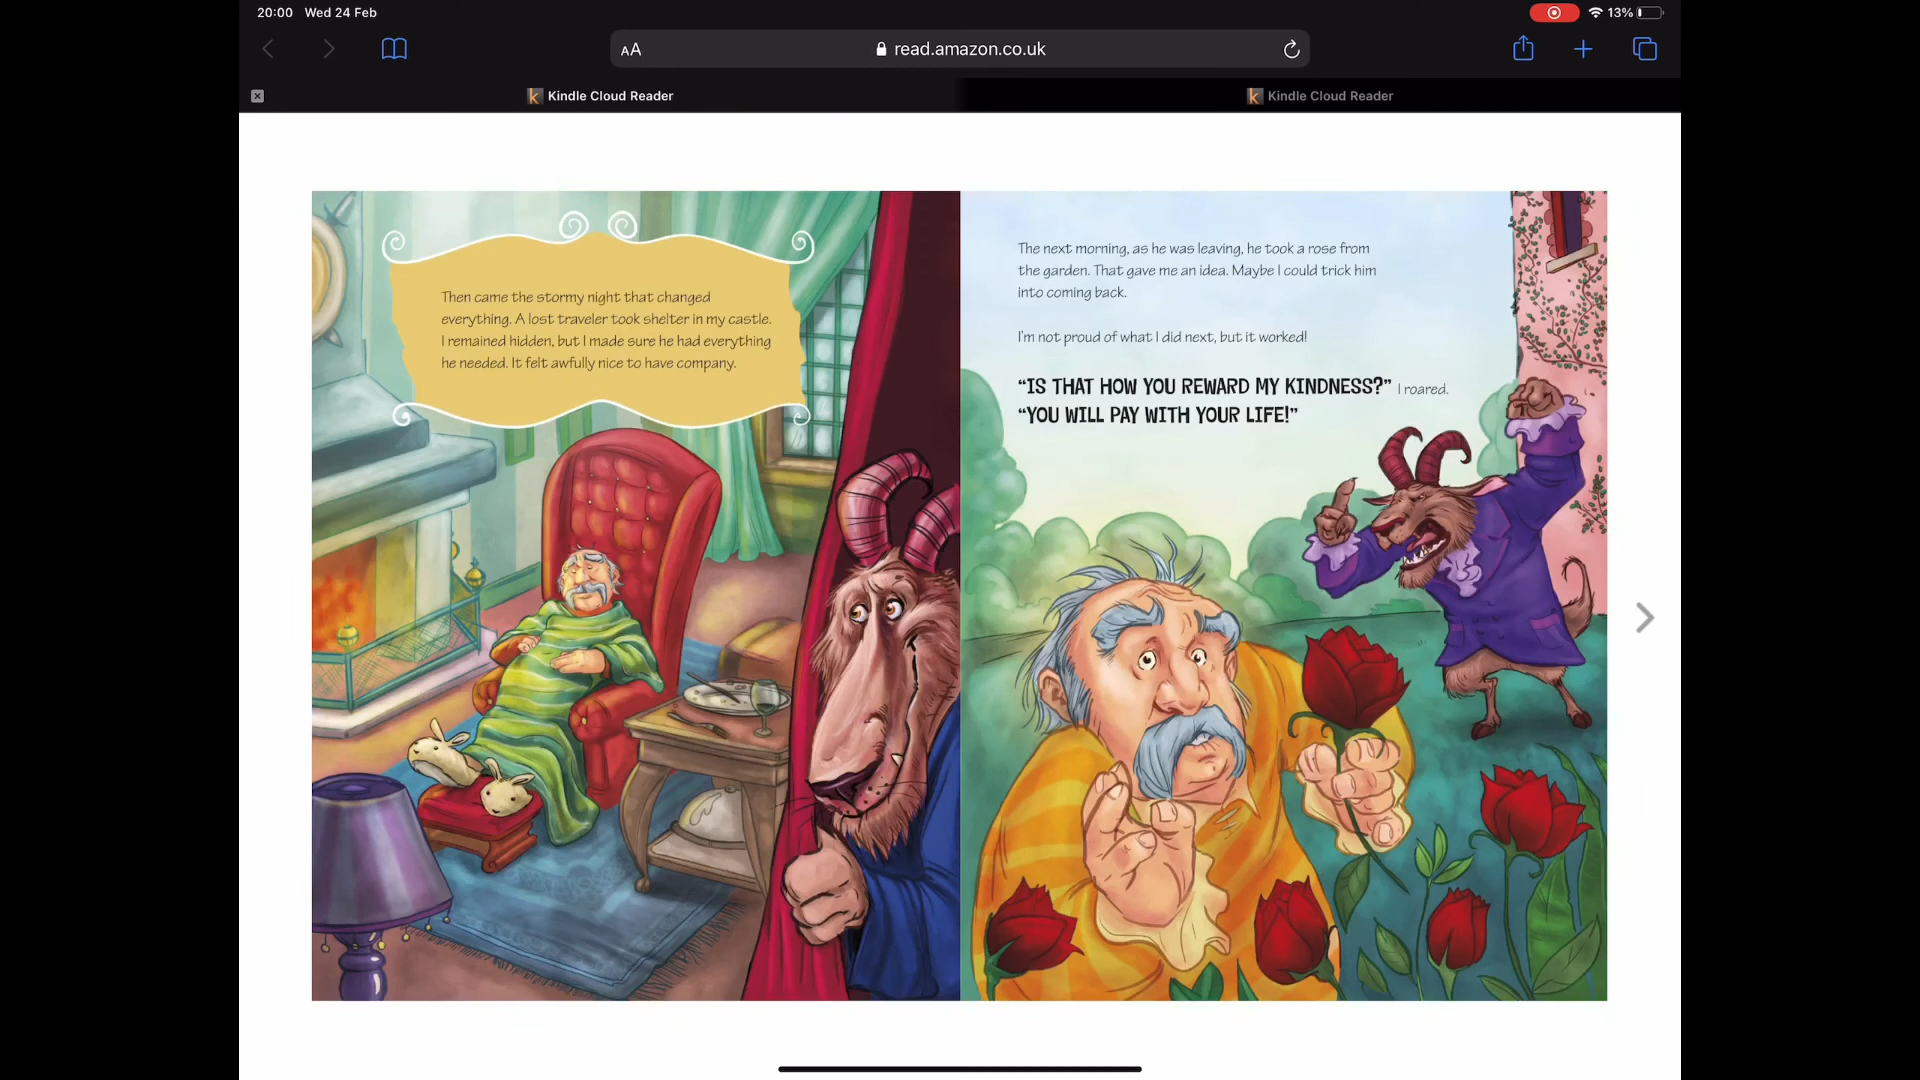 20:00 Wed 24 Feb
13%
AA
read.amazon.co.uk
k Kindle Cloud Reader
k Kindle Cloud Reader
Then came the stormy night that changed
everything. A lost traveler took shelter in my castle.
I remained hidden, but I made sure he had everything
he needed. It felt awfully nice to have company.
The next morning, as he was leaving, he took a rose from
the garden. That gave me an idea. Maybe I could trick him
into coming back.
I'm not proud of what I did next, but it worked!
“IS THAT HOW YOU REWARD MY KINDNESS?” I roared.
“YOU WILL PAY WITH YOUR LIFE!”